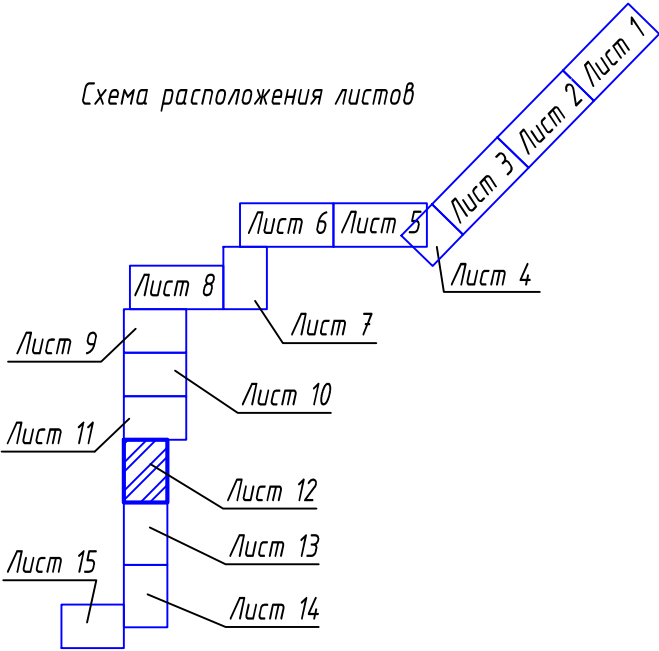 Схема расположения листов
Лист 1
Лист 2
Лист 3
Лист 4
Лист 5
Лист 6
Лист 7
Лист 8
Лист 9
Лист 10
Лист 11
Лист 12
Лист 13
Лист 14
Лист 15